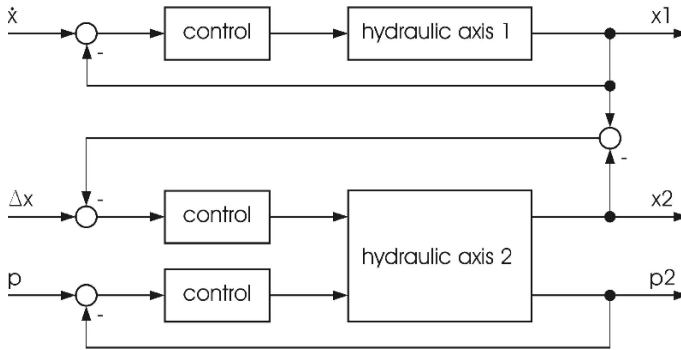 ẋ
control
hydraulic axis 1
x1
-
-
-
Δx
control
x2
hydraulic axis 2
p
control
p2
-